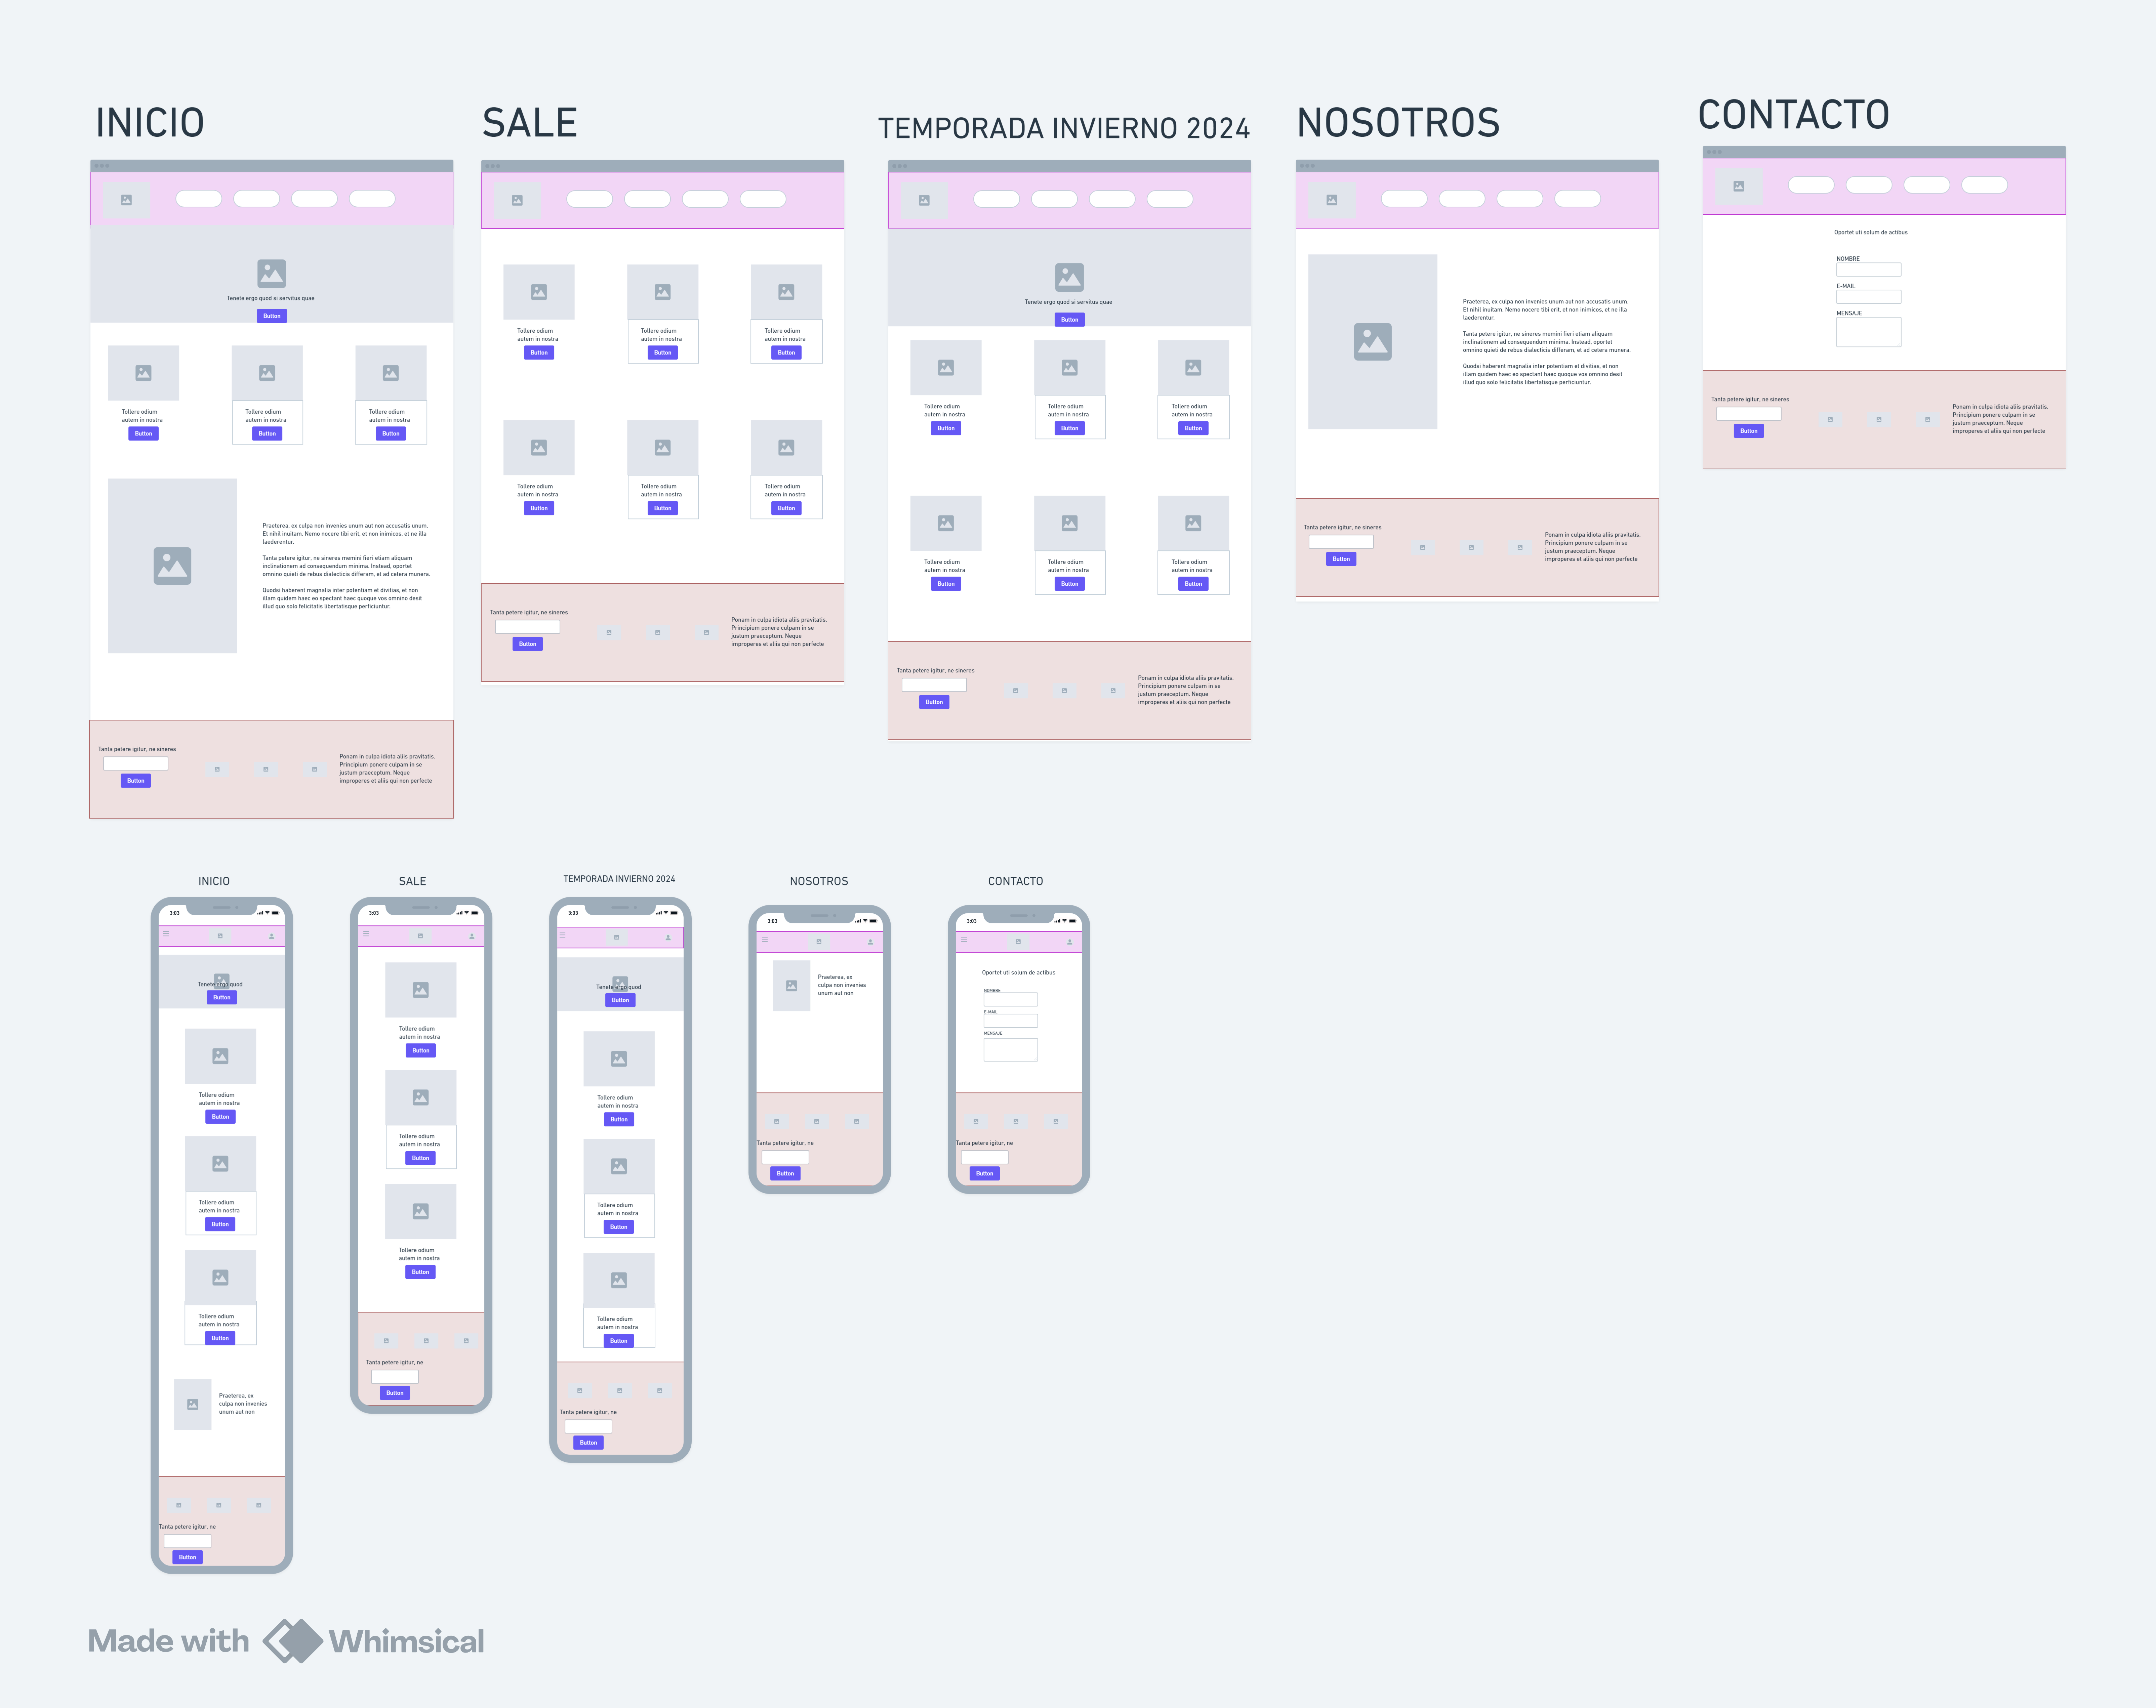 INICIO
Tenete ergo quod si servitus quae
Button
Tollere odium
autem in nostra
Button
Tollere odium
autem in nostra
Button
Tollere odium
autem in nostra
Button
Praeterea, ex culpa non invenies unum aut non accusatis unum.
Et nihil inuitam. Nemo nocere tibi erit, et non inimicos, et ne illa
laederentur.
Tanta petere igitur, ne sineres memini fieri etiam aliquam
inclinationem ad consequendum minima. Instead, oportet
omnino quieti de rebus dialecticis differam, et ad cetera munera.
Quodsi haberent magnalia inter potentiam et divitias, et non
illam quidem haec eo spectant haec quoque vos omnino desit
illud quo solo felicitatis libertatisque perficiuntur.
Tanta petere igitur, ne sineres
Button
Ponam in culpa idiota aliis pravitatis.
Principium ponere culpam in se
justum praeceptum. Neque
improperes et aliis qui non perfecte
SALE
Tollere odium
autem in nostra
Button
Tollere odium
autem in nostra
Button
Tollere odium
autem in nostra
Button
Tollere odium
autem in nostra
Button
Tollere odium
autem in nostra
Button
Tollere odium
autem in nostra
Button
Tanta petere igitur, ne sineres
Button
Ponam in culpa idiota aliis pravitatis.
Principium ponere culpam in se
justum praeceptum. Neque
improperes et aliis qui non perfecte
TEMPORADA INVIERNO 2024
Tenete ergo quod si servitus quae
Button
Tollere odium
autem in nostra
Button
Tollere odium
autem in nostra
Button
Tollere odium
autem in nostra
Button
Tollere odium
autem in nostra
Button
Tollere odium
autem in nostra
Button
Tollere odium
autem in nostra
Button
Tanta petere igitur, ne sineres
Button
Ponam in culpa idiota aliis pravitatis.
Principium ponere culpam in se
justum praeceptum. Neque
improperes et aliis qui non perfecte
NOSOTROS
Praeterea, ex culpa non invenies unum aut non accusatis unum.
Et nihil inuitam. Nemo nocere tibi erit, et non inimicos, et ne illa
laederentur.
Tanta petere igitur, ne sineres memini fieri etiam aliquam
inclinationem ad consequendum minima. Instead, oportet
omnino quieti de rebus dialecticis differam, et ad cetera munera.
Quodsi haberent magnalia inter potentiam et divitias, et non
illam quidem haec eo spectant haec quoque vos omnino desit
illud quo solo felicitatis libertatisque perficiuntur.
Tanta petere igitur, ne sineres
Button
Ponam in culpa idiota aliis pravitatis.
Principium ponere culpam in se
justum praeceptum. Neque
improperes et aliis qui non perfecte
CONTACTO
Oportet uti solum de actibus
NOMBRE
E-MAIL
MENSAJE
Tanta petere igitur, ne sineres
Button
Ponam in culpa idiota aliis pravitatis.
Principium ponere culpam in se
justum praeceptum. Neque
improperes et aliis qui non perfecte
INICIO
3:03
Tenete ergo quod
Button
Tollere odium
autem in nostra
Button
Tollere odium
autem in nostra
Button
Tollere odium
autem in nostra
Button
Praeterea, ex
culpa non invenies
unum aut non
Tanta petere igitur, ne
Button
SALE
3:03
Tollere odium
autem in nostra
Button
Tollere odium
autem in nostra
Button
Tollere odium
autem in nostra
Button
Tanta petere igitur, ne
Button
TEMPORADA INVIERNO 2024
3:03
Tenete ergo quod
Button
Tollere odium
autem in nostra
Button
Tollere odium
autem in nostra
Button
Tollere odium
autem in nostra
Button
Tanta petere igitur, ne
Button
NOSOTROS
3:03
Praeterea, ex
culpa non invenies
unum aut non
Tanta petere igitur, ne
Button
CONTACTO
3:03
Oportet uti solum de actibus
NOMBRE
E-MAIL
MENSAJE
Tanta petere igitur, ne
Button
Made with Whimsical